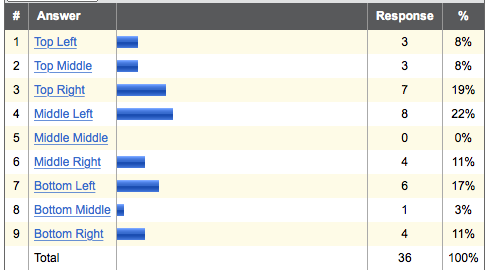 # Answer Response %
1 Top Left 3 8%
2 Top Middle 3 8%
3 Top Right 7 19%
4 Middle Left 8 22%
5 Middle Middle 0 0%
6 Middle Right 4 11%
7 Bottom Left 6 17%
8 Bottom Middle 1 3%
9 Bottom Right 4 11%
Total 36 100%